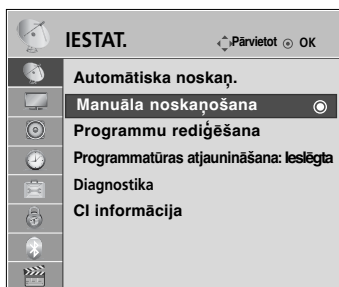 IESTAT. Pārvietot OK
Automātiska noskaņ.
Manuāla noskaņošana
Programmu rediģēšana
Programmatūras atjaunināšana: Ieslēgta
Diagnostika
CI informācija